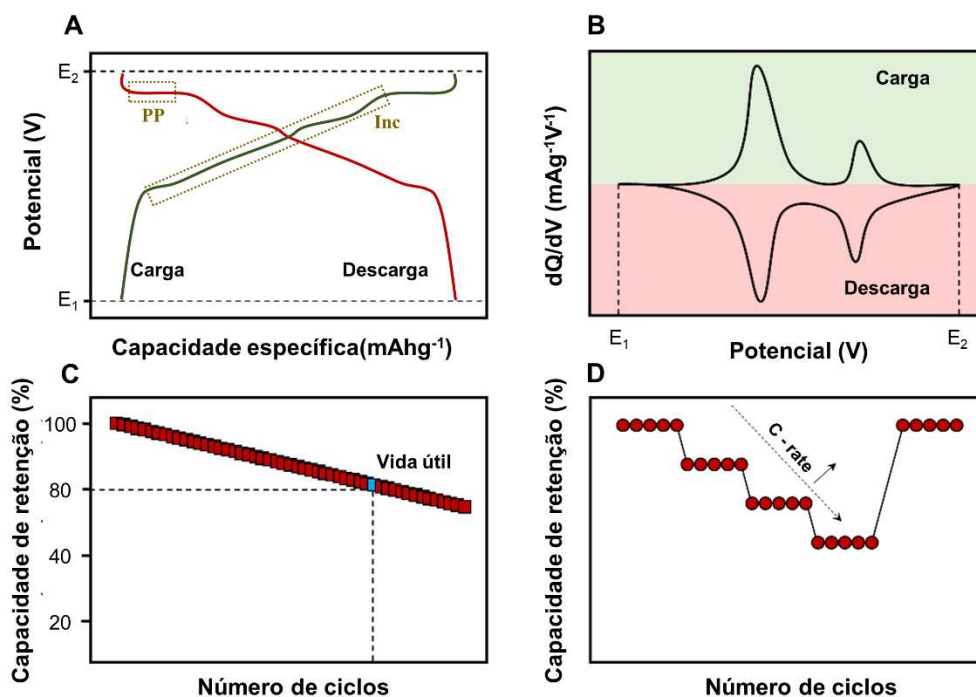 A
Potencial (V)
E2
E1
PP
Inc
Carga
Descarga
Capacidade específica(mAhg-1)
B
dQ/dV (mAg-1V-1)
Carga
Descarga
E1
E2
Potencial (V)
C
Capacidade de retenção (%)
100
80
40
20
Vida útil
Número de ciclos
D
Capacidade de retenção (%)
C - rate
Número de ciclos